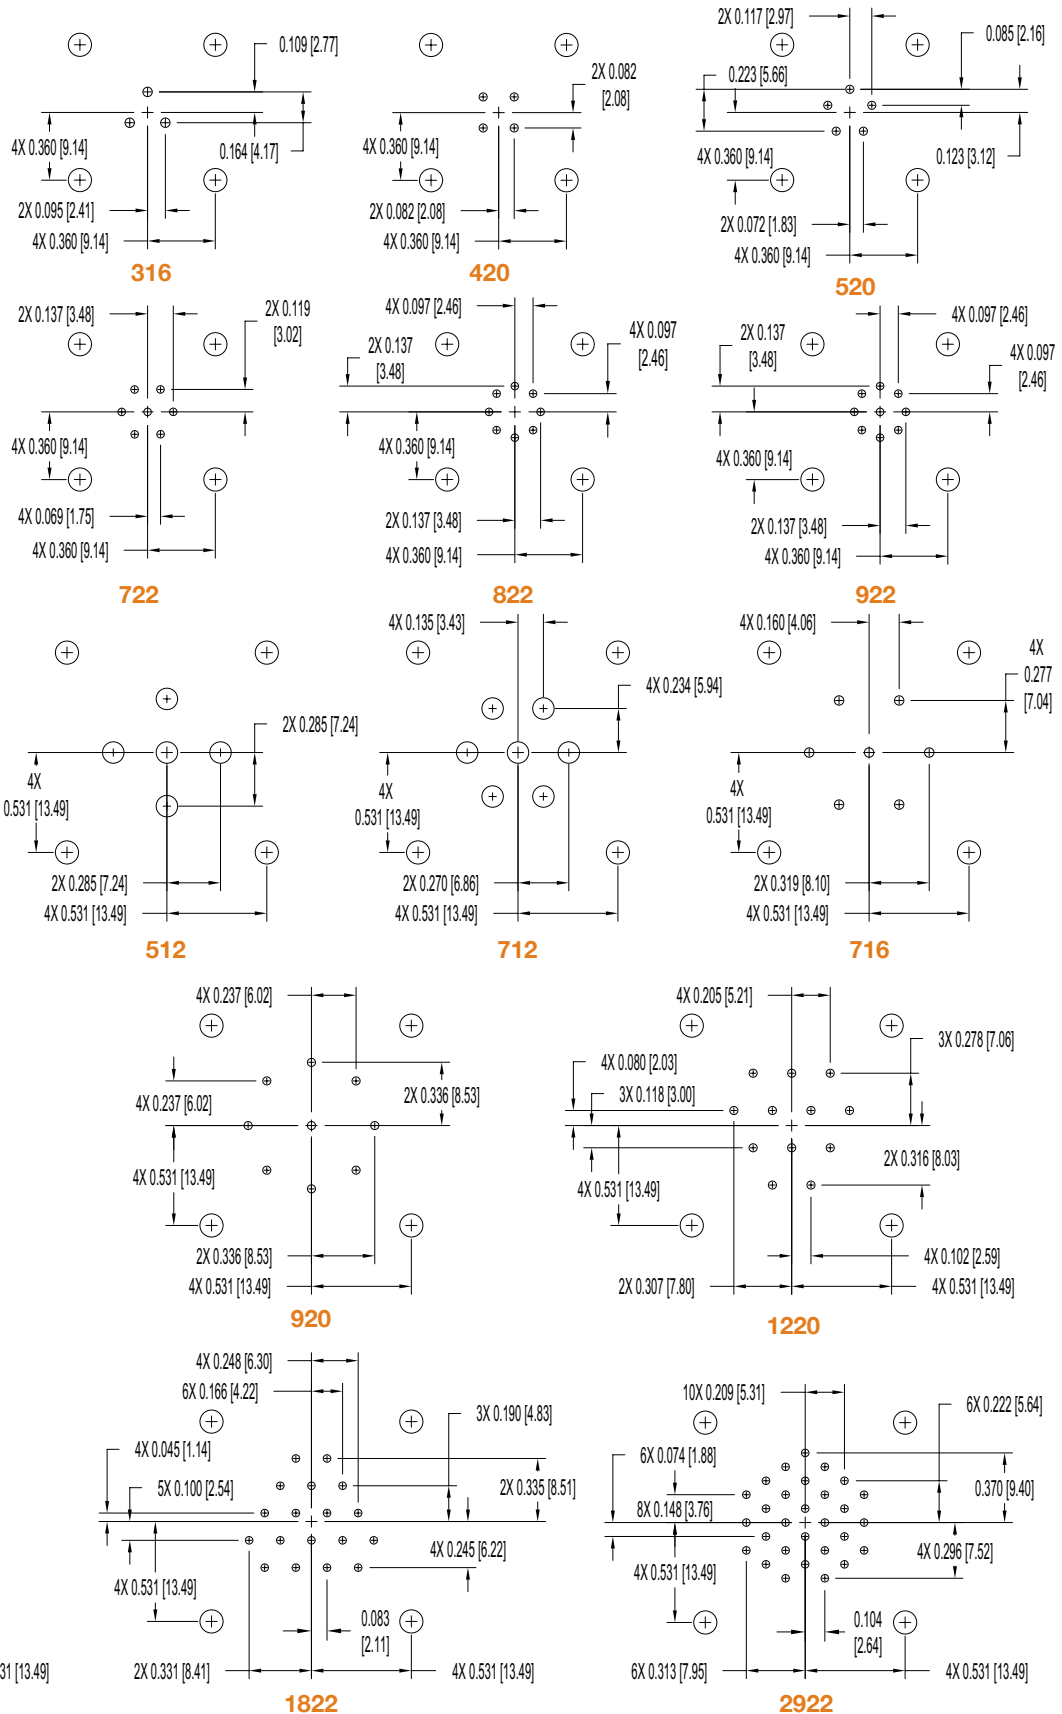 0.109 [2.77]
0.164 [4.17]
4X 0.360 [9.14]
2X 0.095 [2.41]
4X 0.360 [9.14]
316
2X 0.082
[2.08]
4X 0.360 [9.14]
2X 0.082 [2.08]
4X 0.360 [9.14]
420
2X 0.117 [2.97]
0.085 [2.16]
0.223 [5.66]
0.123 [3.12]
4X 0.360 [9.14]
2X 0.072 [1.83]
4X 0.360 [9.14]
520
2X 0.137 [3.48]
2X 0.119
[3.02]
4X 0.360 [9.14]
4X 0.069 [1.75]
4X 0.360 [9.14]
722
4X 0.097 [2.46]
2X 0.137
[3.48]
4X 0.097
[2.46]
4X 0.360 [9.14]
2X 0.137 [3.48]
4X 0.360 [9.14]
822
4X 0.097 [2.46]
2X 0.137
[3.48]
4X 0.097
[2.46]
4X 0.360 [9.14]
2X 0.137 [3.48]
4X 0.360 [9.14]
922
2X 0.285 [7.24]
4X
0.531 [13.49]
2X 0.285 [7.24]
4X 0.531 [13.49]
512
4X 0.135 [3.43]
4X 0.234 [5.94]
4X
0.531 [13.49]
2X 0.270 [6.86]
4X 0.531 [13.49]
712
4X 0.160 [4.06]
4X
0.277
[7.04]
4X
0.531 [13.49]
2X 0.319 [8.10]
4X 0.531 [13.49]
716
4X 0.237 [6.02]
4X 0.237 [6.02]
2X 0.336 [8.53]
4X 0.531 [13.49]
2X 0.336 [8.53]
4X 0.531 [13.49]
920
4X 0.205 [5.21]
3X 0.278 [7.06]
4X 0.080 [2.03]
3X 0.118 [3.00]
2X 0.316 [8.03]
4X 0.531 [13.49]
4X 0.102 [2.59]
2X 0.307 [7.80]
4X 0.531 [13.49]
1220
4X 0.248 [6.30]
6X 0.166 [4.22]
3X 0.190 [4.83]
4X 0.045 [1.14]
5X 0.100 [2.54]
2X 0.335 [8.51]
4X 0.245 [6.22]
4X 0.531 [13.49]
0.083
[2.11]
31 [13.49]
2X 0.331 [8.41]
4X 0.531 [13.49]
1822
10X 0.209 [5.31]
6X 0.222 [5.64]
6X 0.074 [1.88]
0.370 [9.40]
8X 0.148 [3.76]
4X 0.296 [7.52]
4X 0.531 [13.49]
0.104
[2.64]
6X 0.313 [7.95]
4X 0.531 [13.49]
2922